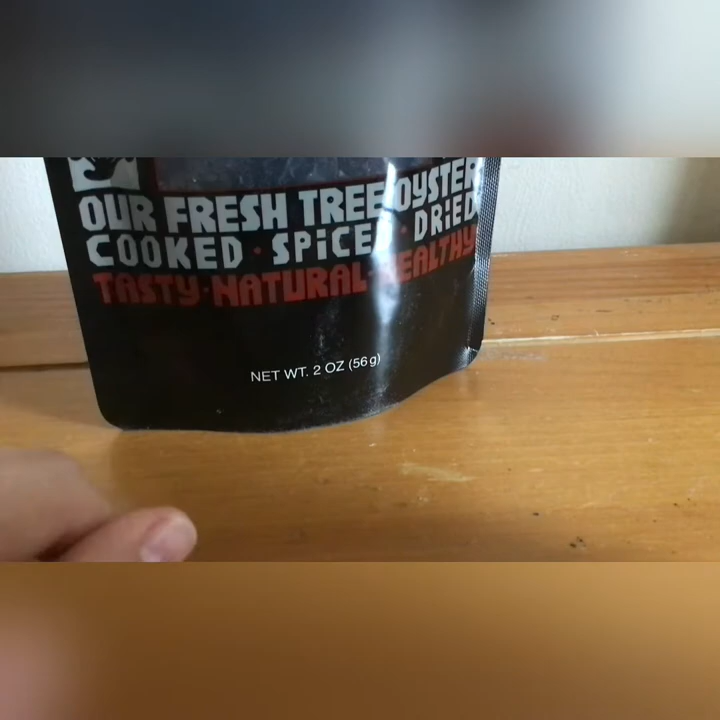 OUR FRESH TREE OYSTER
COOKED · SPiCED · DRiED
TASTY · NATURAL · HEALTHY
NET WT. 2 OZ (56g)